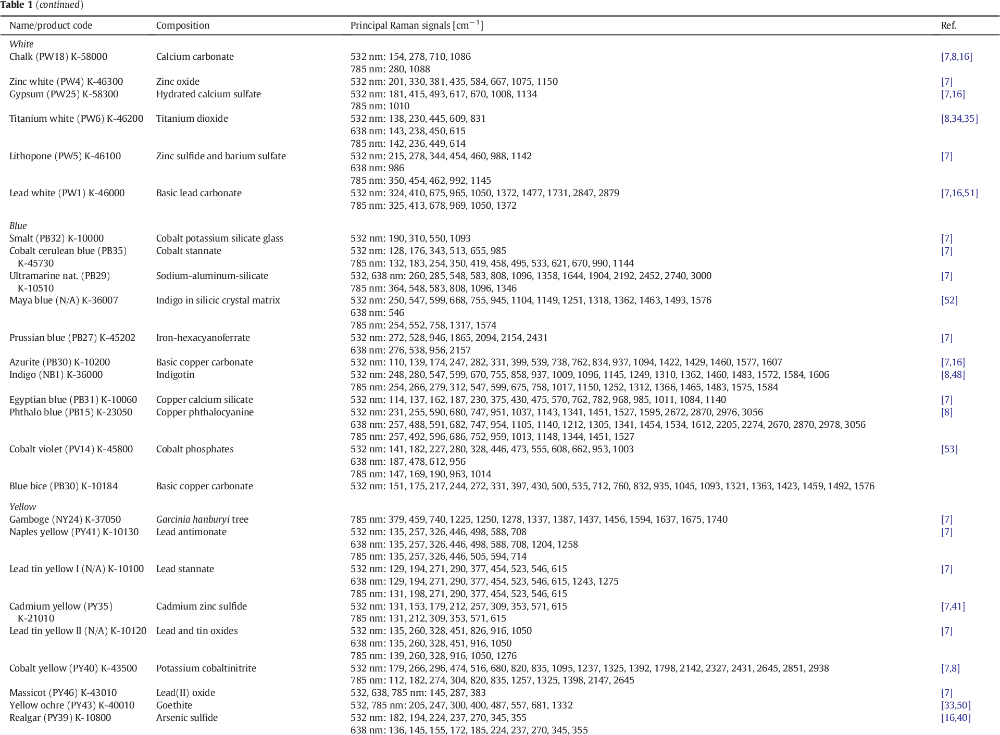 Table 1 (continued)
Name/product code Composition Principal Raman signals [cm−1] Ref.
White
Chalk (PW18) K-58000 Calcium carbonate 532 nm: 154, 278, 710, 1086 [7,8,16]
785 nm: 280, 1088
Zinc white (PW4) K-46300 Zinc oxide 532 nm: 201, 330, 381, 435, 584, 667, 1075, 1150 [7]
Gypsum (PW25) K-58300 Hydrated calcium sulfate 532 nm: 181, 415, 493, 617, 670, 1008, 1134 [7,16]
785 nm: 1010
Titanium white (PW6) K-46200 Titanium dioxide 532 nm: 138, 230, 445, 609, 831 [8,34,35]
638 nm: 143, 238, 450, 615
785 nm: 142, 236, 449, 614
Lithopone (PW5) K-46100 Zinc sulfide and barium sulfate 532 nm: 215, 278, 344, 454, 460, 988, 1142 [7]
638 nm: 986
785 nm: 350, 454, 462, 992, 1145
Lead white (PW1) K-46000 Basic lead carbonate 532 nm: 324, 410, 675, 965, 1050, 1372, 1477, 1731, 2847, 2879 [7,16,51]
785 nm: 325, 413, 678, 969, 1050, 1372
Blue
Smalt (PB32) K-10000 Cobalt potassium silicate glass 532 nm: 190, 310, 550, 1093 [7]
Cobalt cerulean blue (PB35) Cobalt stannate 532 nm: 128, 176, 343, 513, 655, 985 [7]
K-45730 785 nm: 132, 183, 254, 350, 419, 458, 495, 533, 621, 670, 990, 1144
Ultramarine nat. (PB29) Sodium-aluminum-silicate 532, 638 nm: 260, 285, 548, 583, 808, 1096, 1358, 1644, 1904, 2192, 2452, 2740, 3000 [7]
K-10510 785 nm: 364, 548, 583, 808, 1096, 1346
Maya blue (N/A) K-36007 Indigo in silicic crystal matrix 532 nm: 250, 547, 599, 668, 755, 945, 1104, 1149, 1251, 1318, 1362, 1463, 1493, 1576 [52]
638 nm: 546
785 nm: 254, 552, 758, 1317, 1574
Prussian blue (PB27) K-45202 Iron-hexacyanoferrate 532 nm: 272, 528, 946, 1865, 2094, 2154, 2431 [7]
638 nm: 276, 538, 956, 2157
Azurite (PB30) K-10200 Basic copper carbonate 532 nm: 110, 139, 174, 247, 282, 331, 399, 539, 738, 762, 834, 937, 1094, 1422, 1429, 1460, 1577, 1607 [7,16]
Indigo (NB1) K-36000 Indigotin 532 nm: 248, 280, 547, 599, 670, 755, 858, 937, 1009, 1096, 1145, 1249, 1310, 1362, 1460, 1483, 1572, 1584, 1606 [8,48]
785 nm: 254, 266, 279, 312, 547, 599, 675, 758, 1017, 1150, 1252, 1312, 1366, 1465, 1483, 1575, 1584
Egyptian blue (PB31) K-10060 Copper calcium silicate 532 nm: 114, 137, 162, 187, 230, 375, 430, 475, 570, 762, 782, 968, 985, 1011, 1084, 1140 [7]
Phthalo blue (PB15) K-23050 Copper phthalocyanine 532 nm: 231, 255, 590, 680, 747, 951, 1037, 1143, 1341, 1451, 1527, 1595, 2672, 2870, 2976, 3056 [8]
638 nm: 257, 488, 591, 682, 747, 954, 1105, 1140, 1212, 1305, 1341, 1454, 1534, 1612, 2205, 2274, 2670, 2870, 2978, 3056
785 nm: 257, 492, 596, 686, 752, 959, 1013, 1148, 1344, 1451, 1527
Cobalt violet (PV14) K-45800 Cobalt phosphates 532 nm: 141, 182, 227, 280, 328, 446, 473, 555, 608, 662, 953, 1003 [53]
638 nm: 187, 478, 612, 956
785 nm: 147, 169, 190, 963, 1014
Blue bice (PB30) K-10184 Basic copper carbonate 532 nm: 151, 175, 217, 244, 272, 331, 397, 430, 500, 535, 712, 760, 832, 935, 1045, 1093, 1321, 1363, 1423, 1459, 1492, 1576
Yellow
Gamboge (NY24) K-37050 Garcinia hanburyi tree 785 nm: 379, 459, 740, 1225, 1250, 1278, 1337, 1387, 1437, 1456, 1594, 1637, 1675, 1740 [7]
Naples yellow (PY41) K-10130 Lead antimonate 532 nm: 135, 257, 326, 446, 498, 588, 708 [7]
638 nm: 135, 257, 326, 446, 498, 588, 708, 1204, 1258
785 nm: 135, 257, 326, 446, 505, 594, 714
Lead tin yellow I (N/A) K-10100 Lead stannate 532 nm: 129, 194, 271, 290, 377, 454, 523, 546, 615 [7]
638 nm: 129, 194, 271, 290, 377, 454, 523, 546, 615, 1243, 1275
785 nm: 131, 198, 271, 290, 377, 454, 523, 546, 615
Cadmium yellow (PY35) Cadmium zinc sulfide 532 nm: 131, 153, 179, 212, 257, 309, 353, 571, 615 [7,41]
K-21010 785 nm: 131, 212, 309, 353, 571, 615
Lead tin yellow II (N/A) K-10120 Lead and tin oxides 532 nm: 135, 260, 328, 451, 826, 916, 1050 [7]
638 nm: 135, 260, 328, 451, 916, 1050
785 nm: 139, 260, 328, 916, 1050, 1276
Cobalt yellow (PY40) K-43500 Potassium cobaltinitrite 532 nm: 179, 266, 296, 474, 516, 680, 820, 835, 1095, 1237, 1325, 1392, 1798, 2142, 2327, 2431, 2645, 2851, 2938 [7,8]
785 nm: 112, 182, 274, 304, 820, 835, 1257, 1325, 1398, 2147, 2645
Massicot (PY46) K-43010 Lead(II) oxide 532, 638, 785 nm: 145, 287, 383 [7]
Yellow ochre (PY43) K-40010 Goethite 532, 785 nm: 205, 247, 300, 400, 487, 557, 681, 1332 [33,50]
Realgar (PY39) K-10800 Arsenic sulfide 532 nm: 182, 194, 224, 237, 270, 345, 355 [16,40]
638 nm: 136, 145, 155, 172, 185, 224, 237, 270, 345, 355